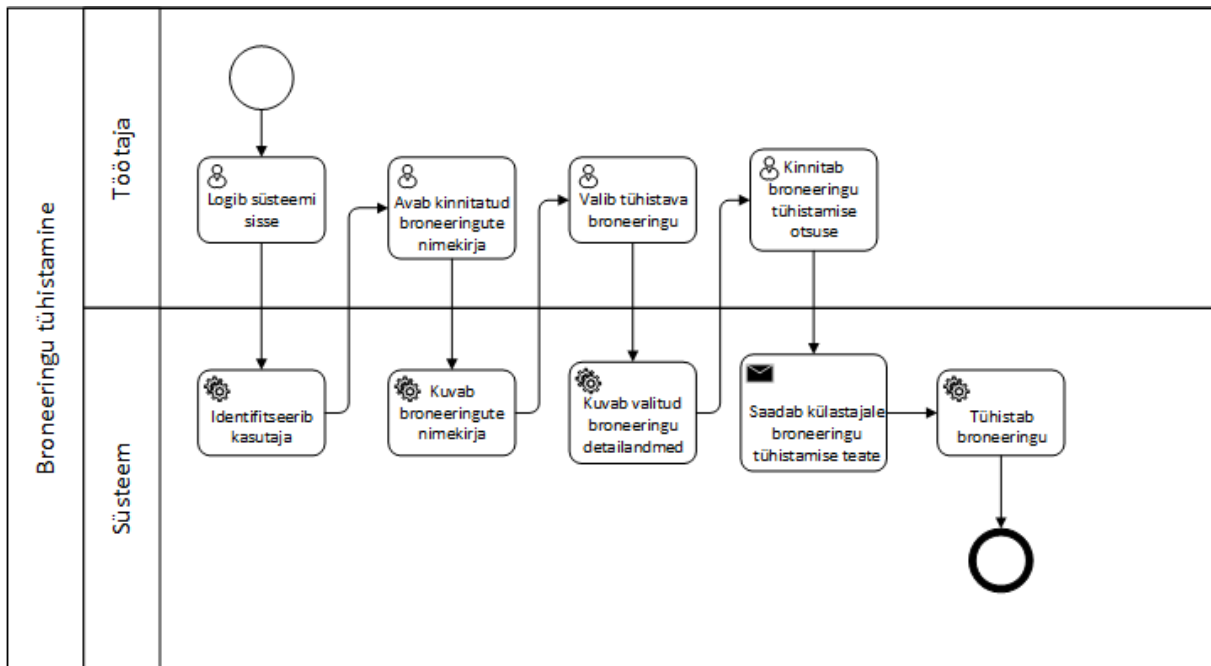 Broneeringu tühistamine
Töötaja
Logib süsteemi
sisse
Avab kinnitatud
broneeringute
nimekirja
Valib tühistava
broneeringu
Kinnitab
broneeringu
tühistamise
otsuse
Süsteem
Identifitseerib
kasutaja
Kuvab
broneeringute
nimekirja
Kuvab valitud
broneeringu
detailandmed
Saadab külastajale
broneeringu
tühistamise teate
Tühistab
broneeringu